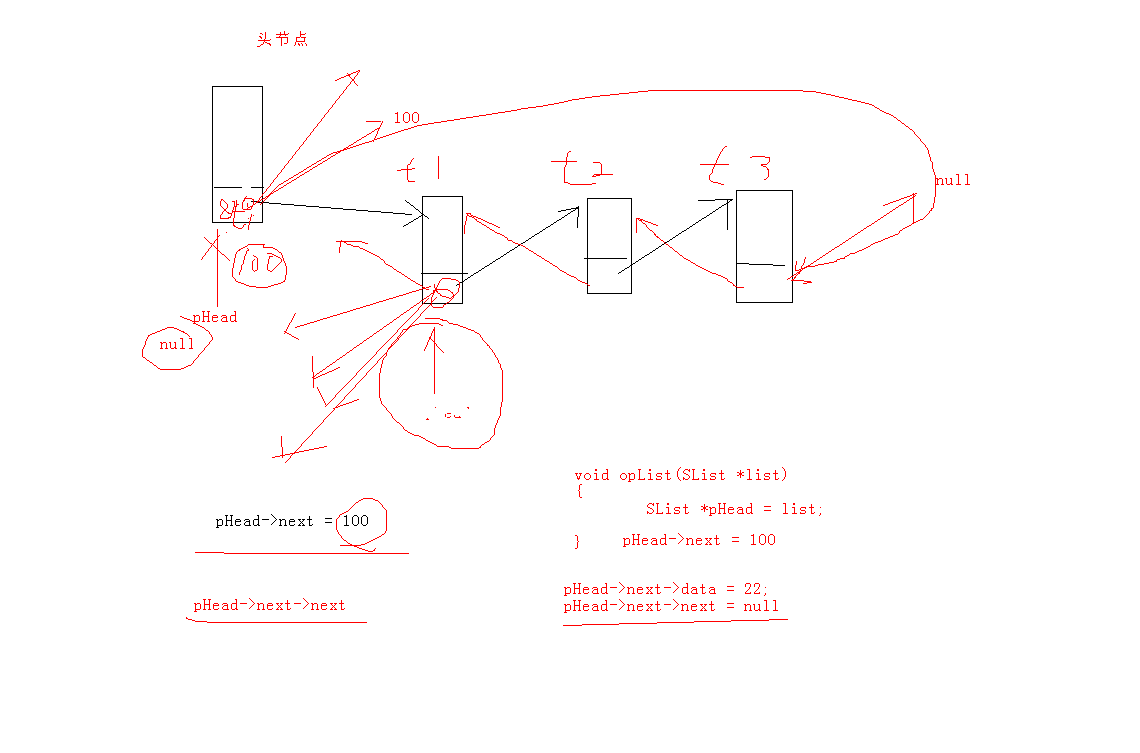 头节点
100
t1
t2
t3
null
100
pHead
null
void opList(SList *list)
{
SList *pHead = list;
pHead->next = 100
}
pHead->next = 100
pHead->next->data = 22;
pHead->next->next = null
pHead->next->next